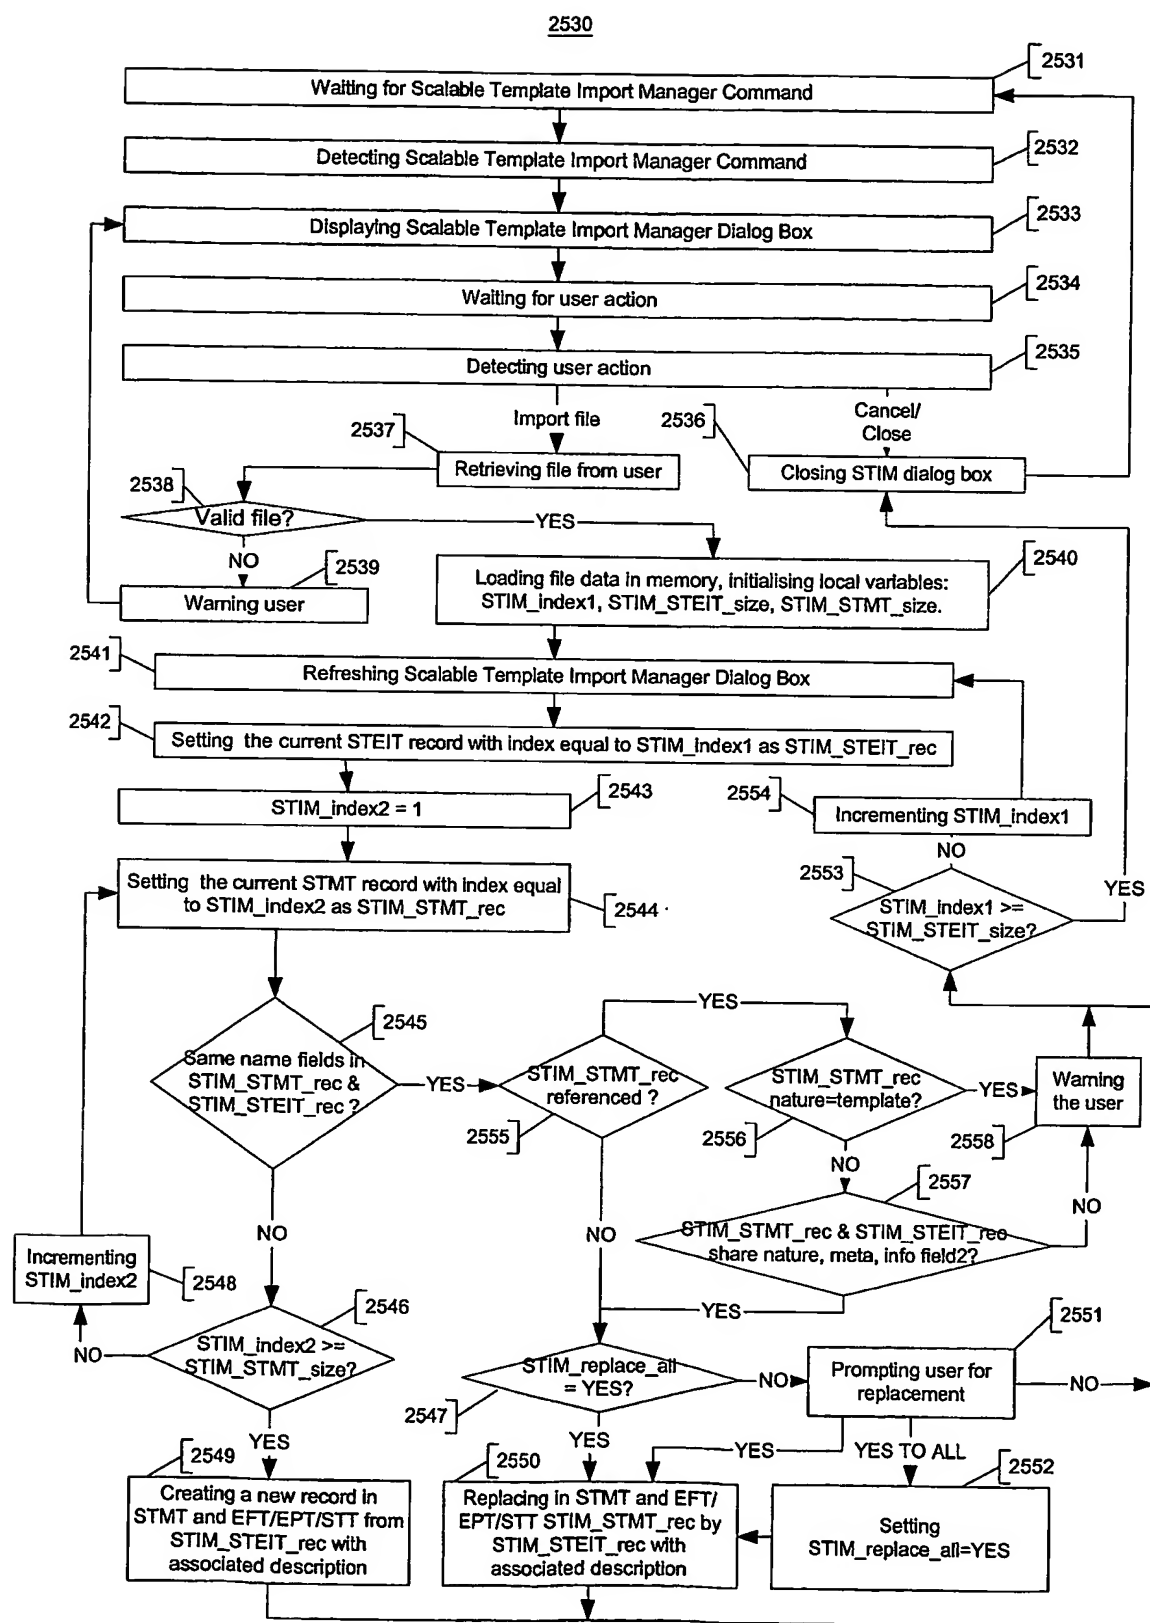 2530
2531
Waiting for Scalable Template Import Manager Command
2532
Detecting Scalable Template Import Manager Command
2533
Displaying Scalable Template Import Manager Dialog Box
2534
Waiting for user action
2535
Detecting user action
Import file
Cancel/
Close
2537
2536
Retrieving file from user
Closing STIM dialog box
2538
Valid file?
YES
NO
2539
Warning user
2540
Loading file data in memory, initialising local variables:
STIM_index1, STIM_STEIT_size, STIM_STMT_size.
2541
Refreshing Scalable Template Import Manager Dialog Box
2542
Setting the current STEIT record with index equal to STIM_index1 as STIM_STEIT_rec
2543
STIM_index2 = 1
2554
Incrementing STIM_index1
NO
2553
YES
Setting the current STMT record with index equal
to STIM_index2 as STIM_STMT_rec
2544
STIM_index1 >=
STIM_STEIT_size?
YES
2545
Same name fields in
STIM_STMT_rec &
STIM_STEIT_rec ?
YES
STIM_STMT_rec
referenced ?
2555
STIM_STMT_rec
nature=template?
2556
YES
Warning
the user
2558
NO
2557
NO
NO
NO
STIM_STMT_rec & STIM_STEIT_rec
share nature, meta, info field2?
Incrementing
STIM_index2
2548
YES
2546
STIM_index2 >=
STIM_STMT_size?
NO
2551
STIM_replace_all
= YES?
2547
NO
Prompting user for
replacement
NO
YES
YES
YES
YES TO ALL
2549
2550
2552
Creating a new record in
STMT and EFT/EPT/STT from
STIM_STEIT_rec with
associated description
Replacing in STMT and EFT/
EPT/STT STIM_STMT_rec by
STIM_STEIT_rec with
associated description
Setting
STIM_replace_all=YES